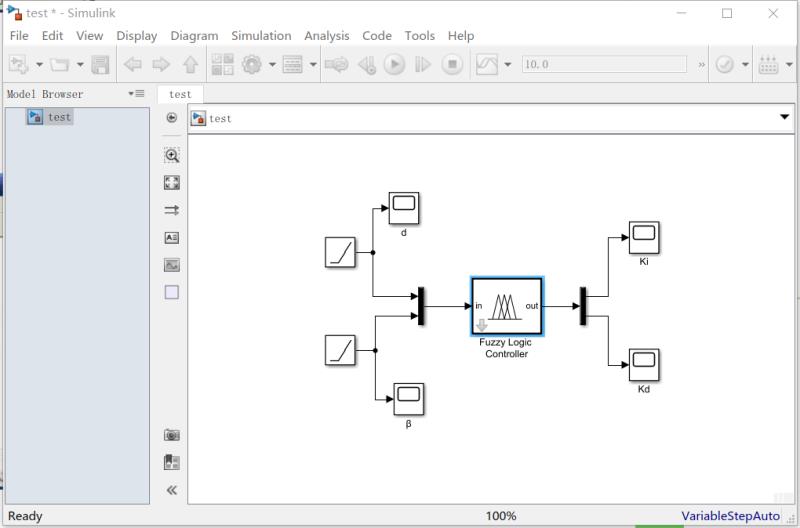 test * - Simulink
File Edit View Display Diagram Simulation Analysis Code Tools Help
10.0 »
Model Browser
test
test
test
d
Ki
in out
Fuzzy Logic
Controller
Kd
β
Ready 100% VariableStepAuto